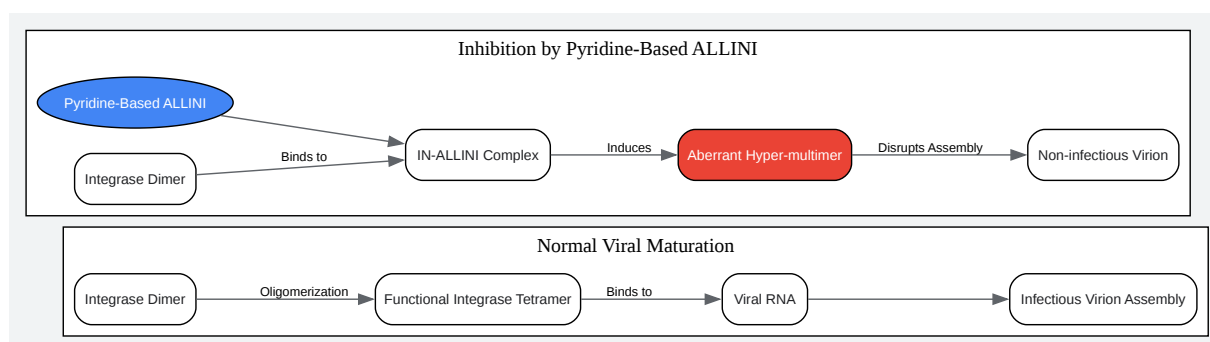 Inhibition by Pyridine-Based ALLINI
Pyridine-Based ALLINI
Integrase Dimer
Binds to
IN-ALLINI Complex
Induces
Aberrant Hyper-multimer
Disrupts Assembly
Non-infectious Virion
Normal Viral Maturation
Integrase Dimer
Oligomerization
Functional Integrase Tetramer
Binds to
Viral RNA
Infectious Virion Assembly